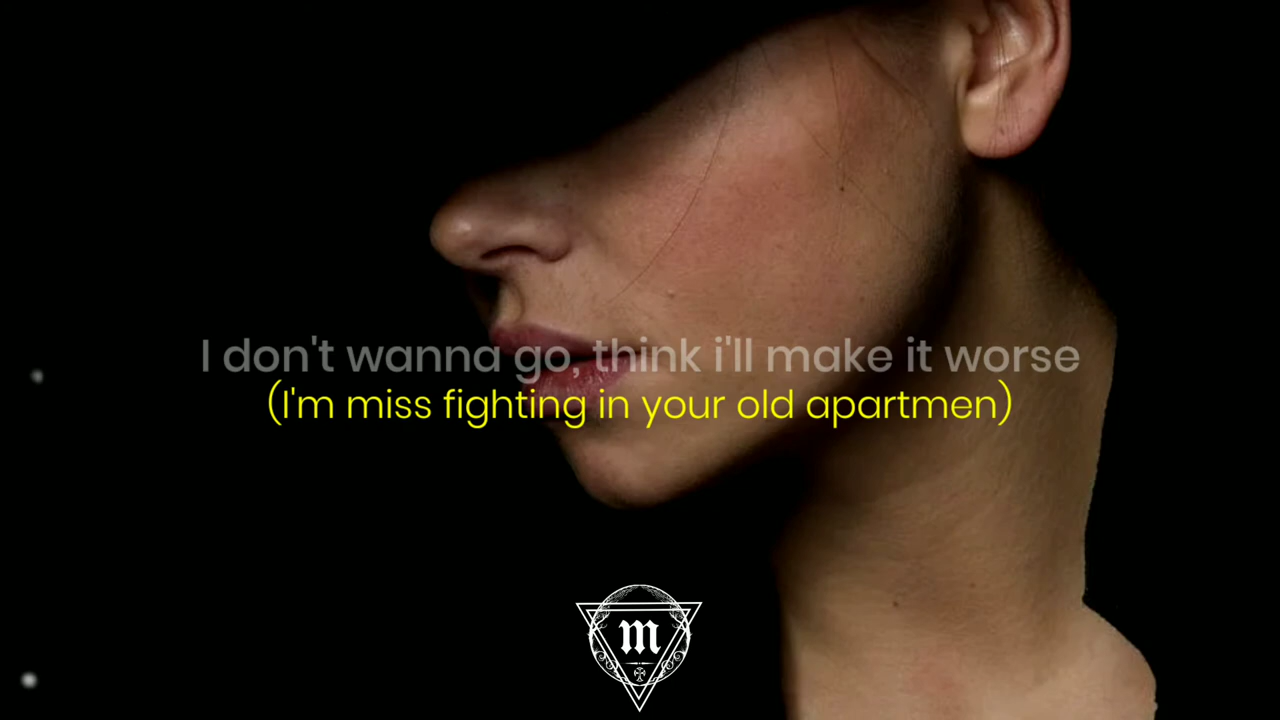 I don't wanna go, think i'll make it worse
(I'm miss fighting in your old apartmen)
m